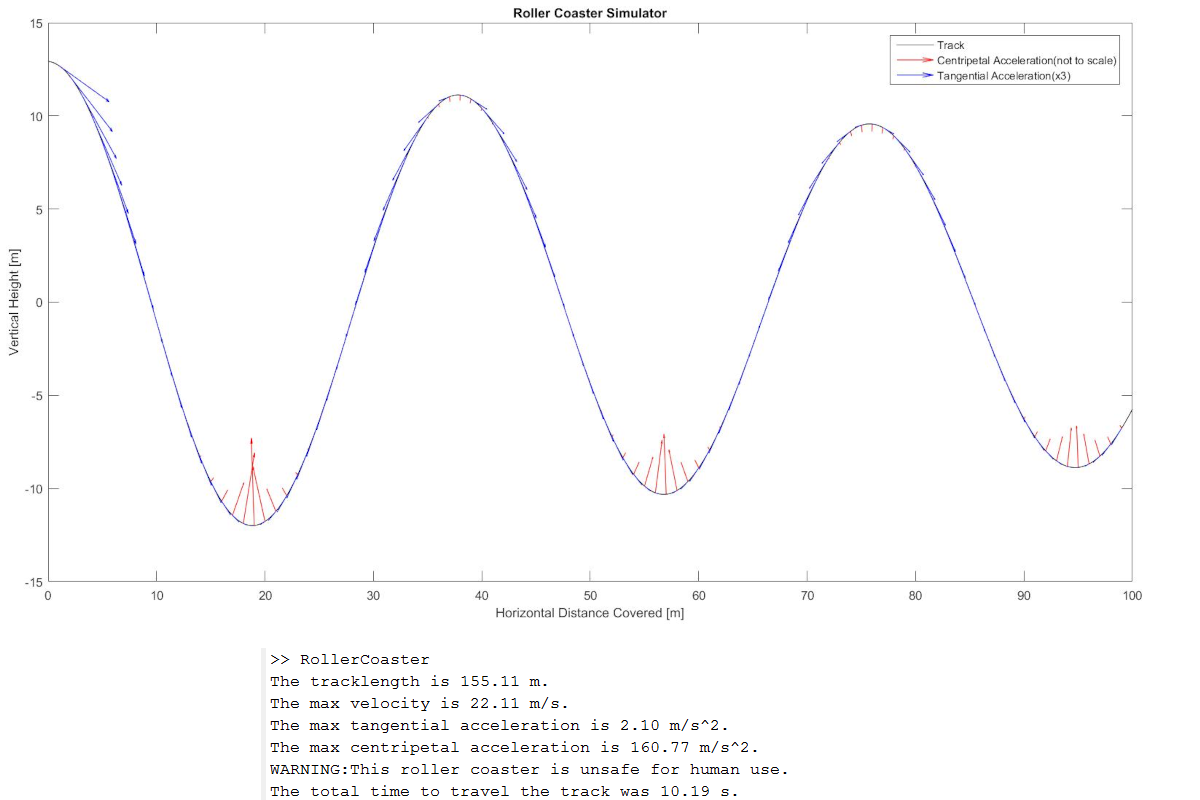 Roller Coaster Simulator
Track
Centripetal Acceleration(not to scale)
Tangential Acceleration(x3)
15
10
5
0
-5
-10
-15
Vertical Height [m]
0 10 20 30 40 50 60 70 80 90 100
Horizontal Distance Covered [m]
>> RollerCoaster
The tracklength is 155.11 m.
The max velocity is 22.11 m/s.
The max tangential acceleration is 2.10 m/s^2.
The max centripetal acceleration is 160.77 m/s^2.
WARNING:This roller coaster is unsafe for human use.
The total time to travel the track was 10.19 s.